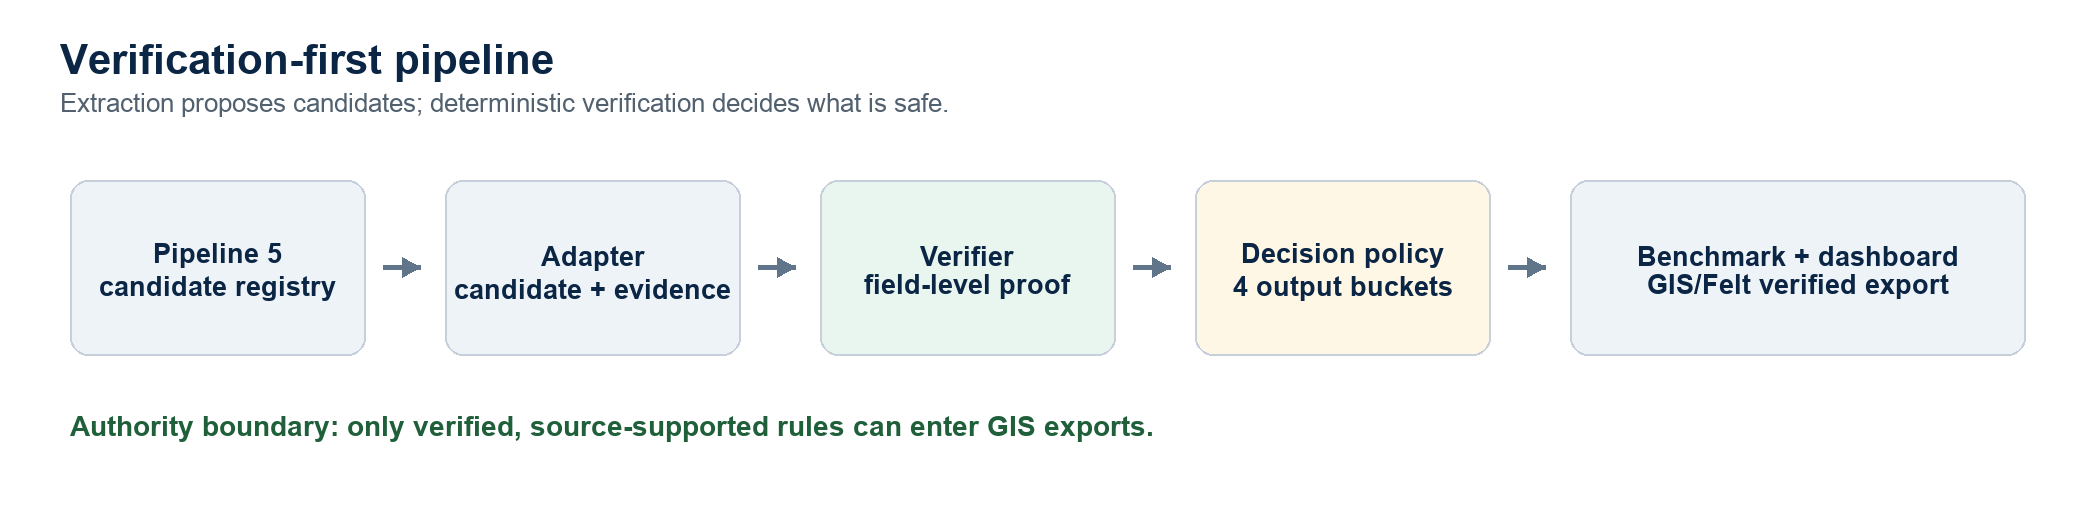 Verification-first pipeline
Extraction proposes candidates; deterministic verification decides what is safe.
Pipeline 5
candidate registry
Adapter
candidate + evidence
Verifier
field-level proof
Decision policy
4 output buckets
Benchmark + dashboard
GIS/Felt verified export
Authority boundary: only verified, source-supported rules can enter GIS exports.